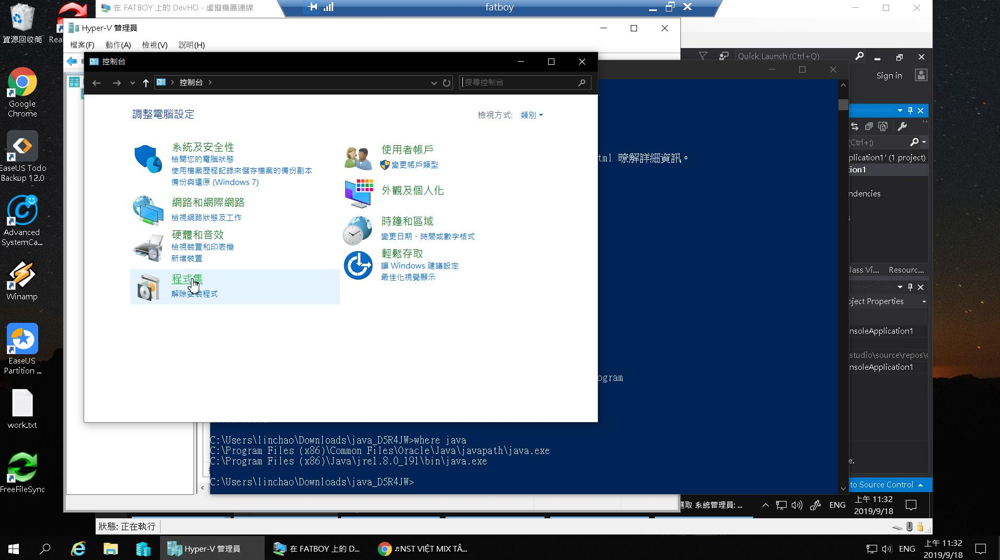 在 FATBOY 上的 DevHO - 虛擬機器連線
fatboy
資源回收筒
Rea
Google
Chrome
EaseUS Todo
Backup 12.0
Advanced
SystemCa...
Winamp
EaseUS
Partition ...
work.txt
FreeFileSync
Hyper-V 管理員
檔案(F) 動作(A) 檢視(V) 說明(H)
控制台
控制台
搜尋控制台
調整電腦設定
檢視方式: 類別
系統及安全性
檢閱您的電腦狀態
使用檔案歷程記錄來儲存檔案的備份副本
備份與還原 (Windows 7)
網路和網際網路
檢視網路狀態及工作
硬體和音效
檢視裝置和印表機
新增裝置
程式集
解除安裝程式
使用者帳戶
變更帳戶類型
外觀及個人化
時鐘和區域
變更日期、時間或數字格式
輕鬆存取
讓 Windows 建議設定
最佳化視覺顯示
Quick Launch (Ctrl+Q)
Sign in
(Ctrl+;)
plication1' (1 project)
ion1
ndencies
lass Vi... Resourc...
oject Properties
nsoleApplication1
studio\source\repos\
nsoleApplication1
e.
to Source Control
tml 瞭解詳細資訊。
ogram
C:\Users\linchao\Downloads\java_D5R4JW>where java
C:\Program Files (x86)\Common Files\Oracle\Java\javapath\java.exe
C:\Program Files (x86)\Java\jre1.8.0_191\bin\java.exe
C:\Users\linchao\Downloads\java_D5R4JW>
選取 系統管理員: ...
ENG
上午 11:32
2019/9/18
狀態: 正在執行
Hyper-V 管理員
在 FATBOY 上的 D...
♬NST VIỆT MIX TÂ...
ENG
上午 11:32
2019/9/18